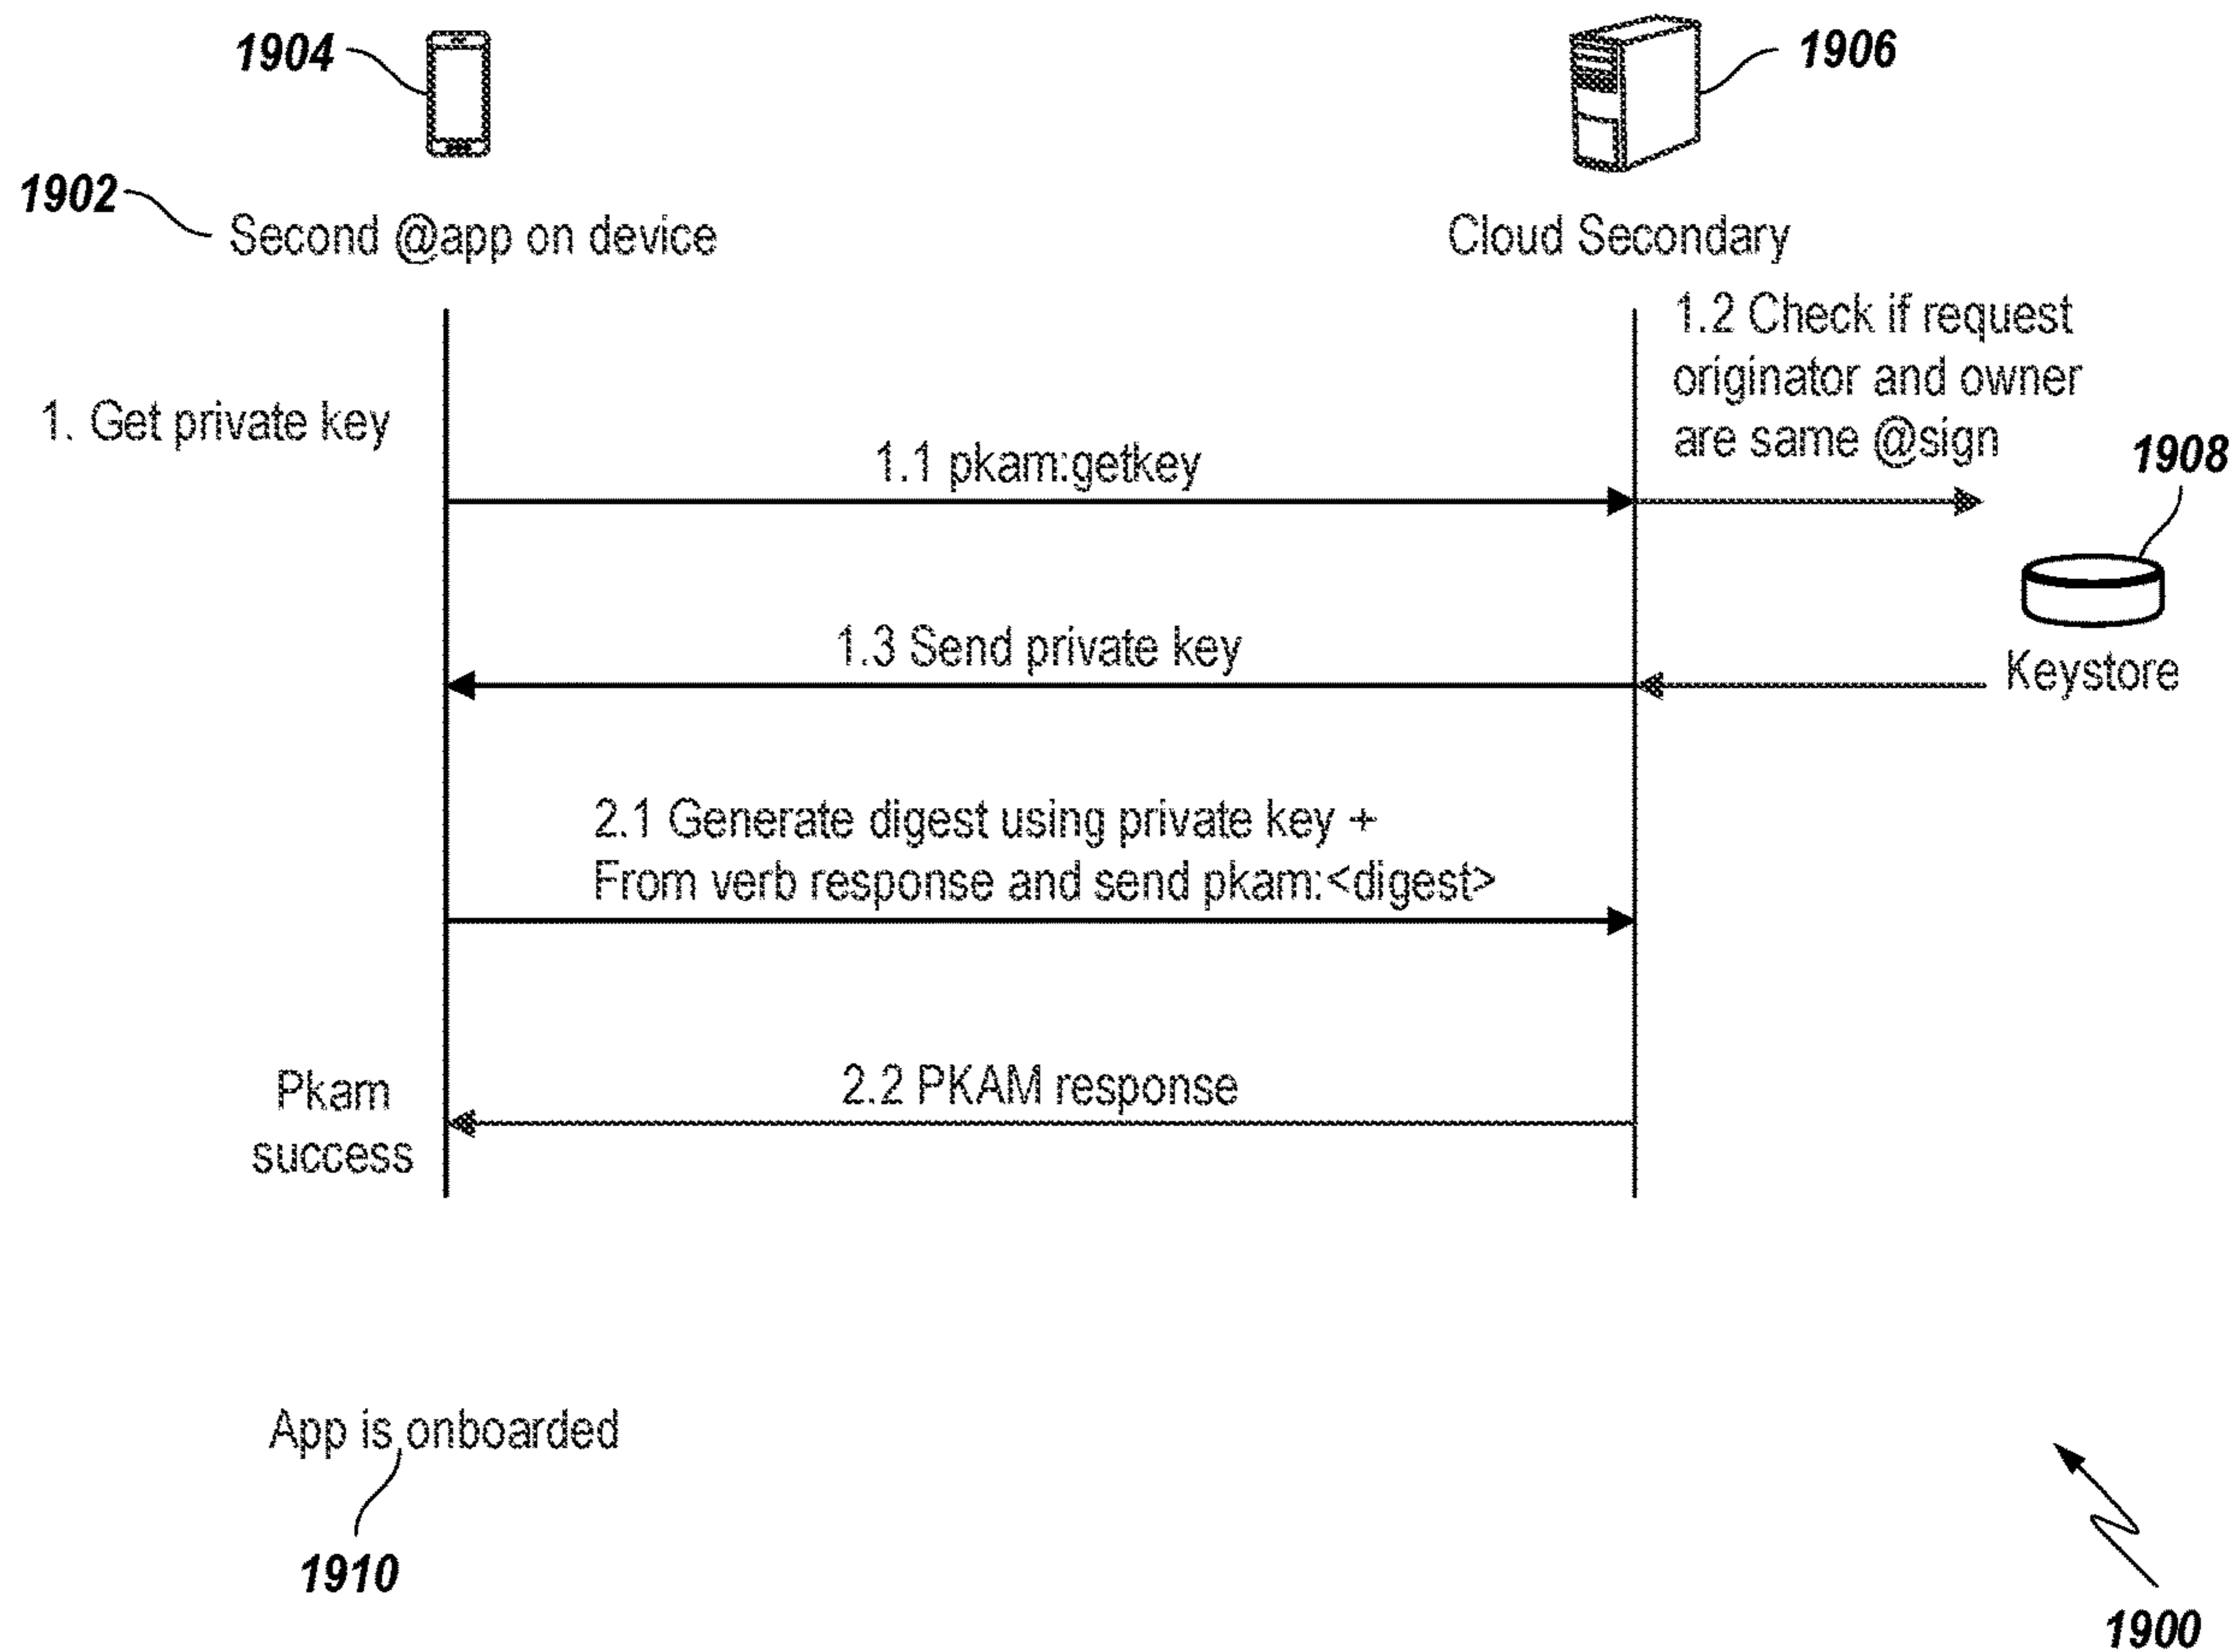 1904
1906
1902
Second @app on device
Cloud Secondary
1.2 Check if request
originator and owner
are same @sign
1. Get private key
1.1 pkam:getkey
1908
1.3 Send private key
Keystore
2.1 Generate digest using private key +
From verb response and send pkam:<digest>
2.2 PKAM response
Pkam
success
App is onboarded
1910
1900